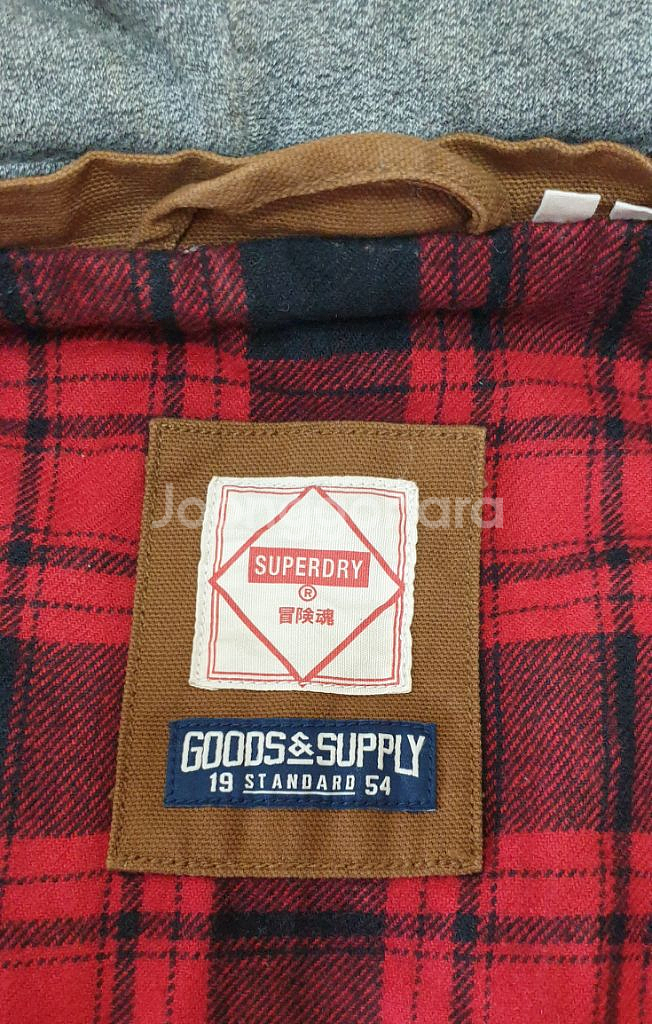 SUPERDRY
®
冒険魂
GOODS & SUPPLY
19 STANDARD 54